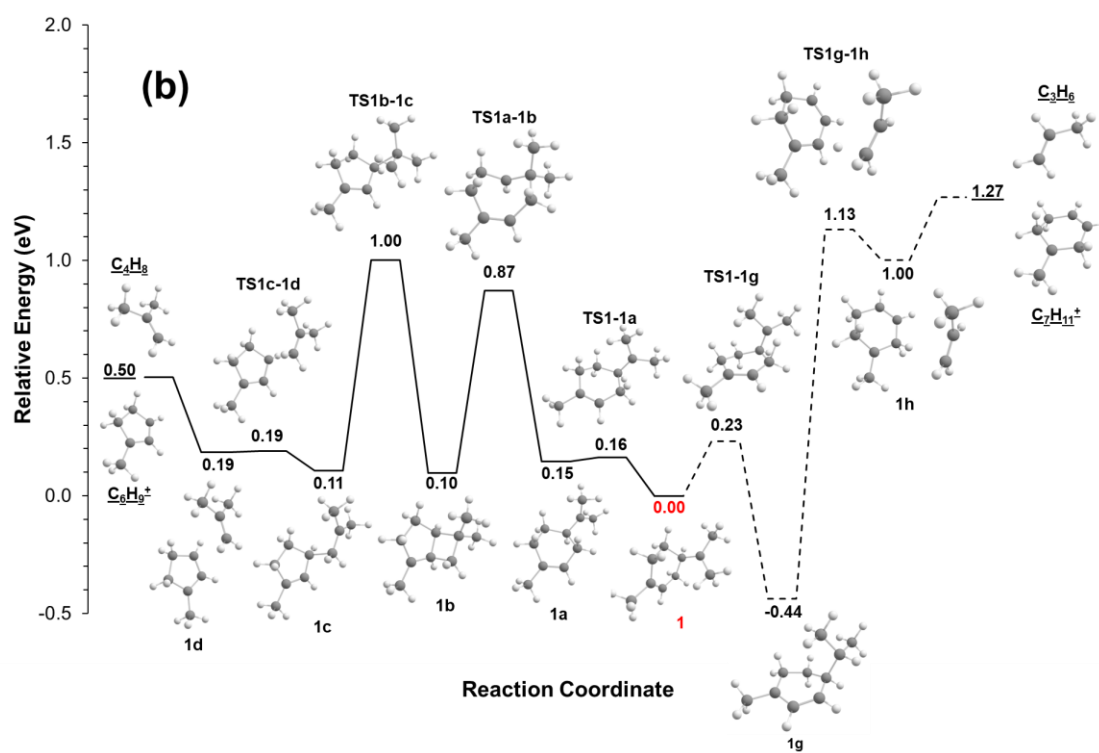 2.0
1.5
1.0
0.5
0.0
-0.5
Relative Energy (eV)
(b)
C4H8
0.50
C6H9+
TS1c-1d
0.19
0.19
1d
0.11
1c
TS1b-1c
1.00
0.10
1b
TS1a-1b
0.87
0.15
1a
TS1-1a
0.16
0.00
1
TS1-1g
0.23
-0.44
1g
TS1g-1h
1.13
1.00
1h
C3H6
1.27
C7H11+
Reaction Coordinate